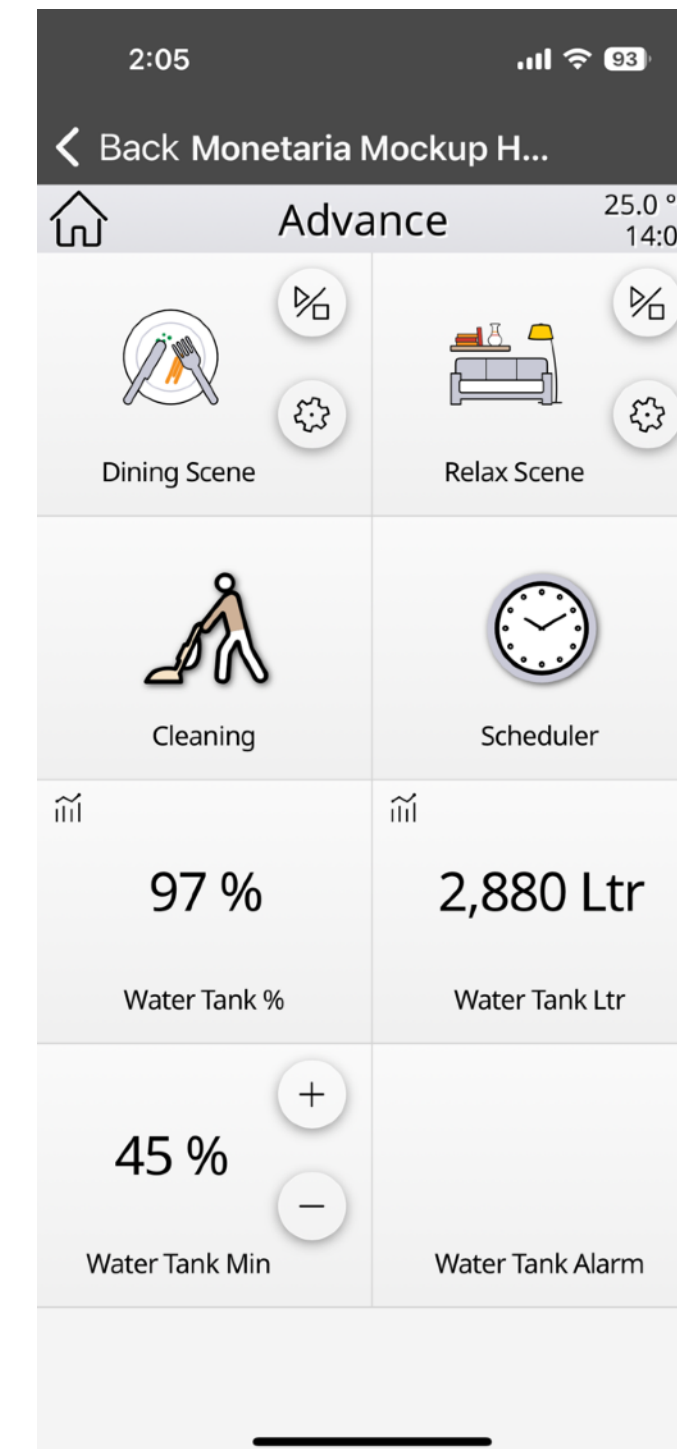 2:05
93
Back Monetaria Mockup H...
Advance
25.0 °
14:0
Dining Scene
Relax Scene
Cleaning
Scheduler
97 %
2,880 Ltr
Water Tank %
Water Tank Ltr
+
45 %
−
Water Tank Min
Water Tank Alarm